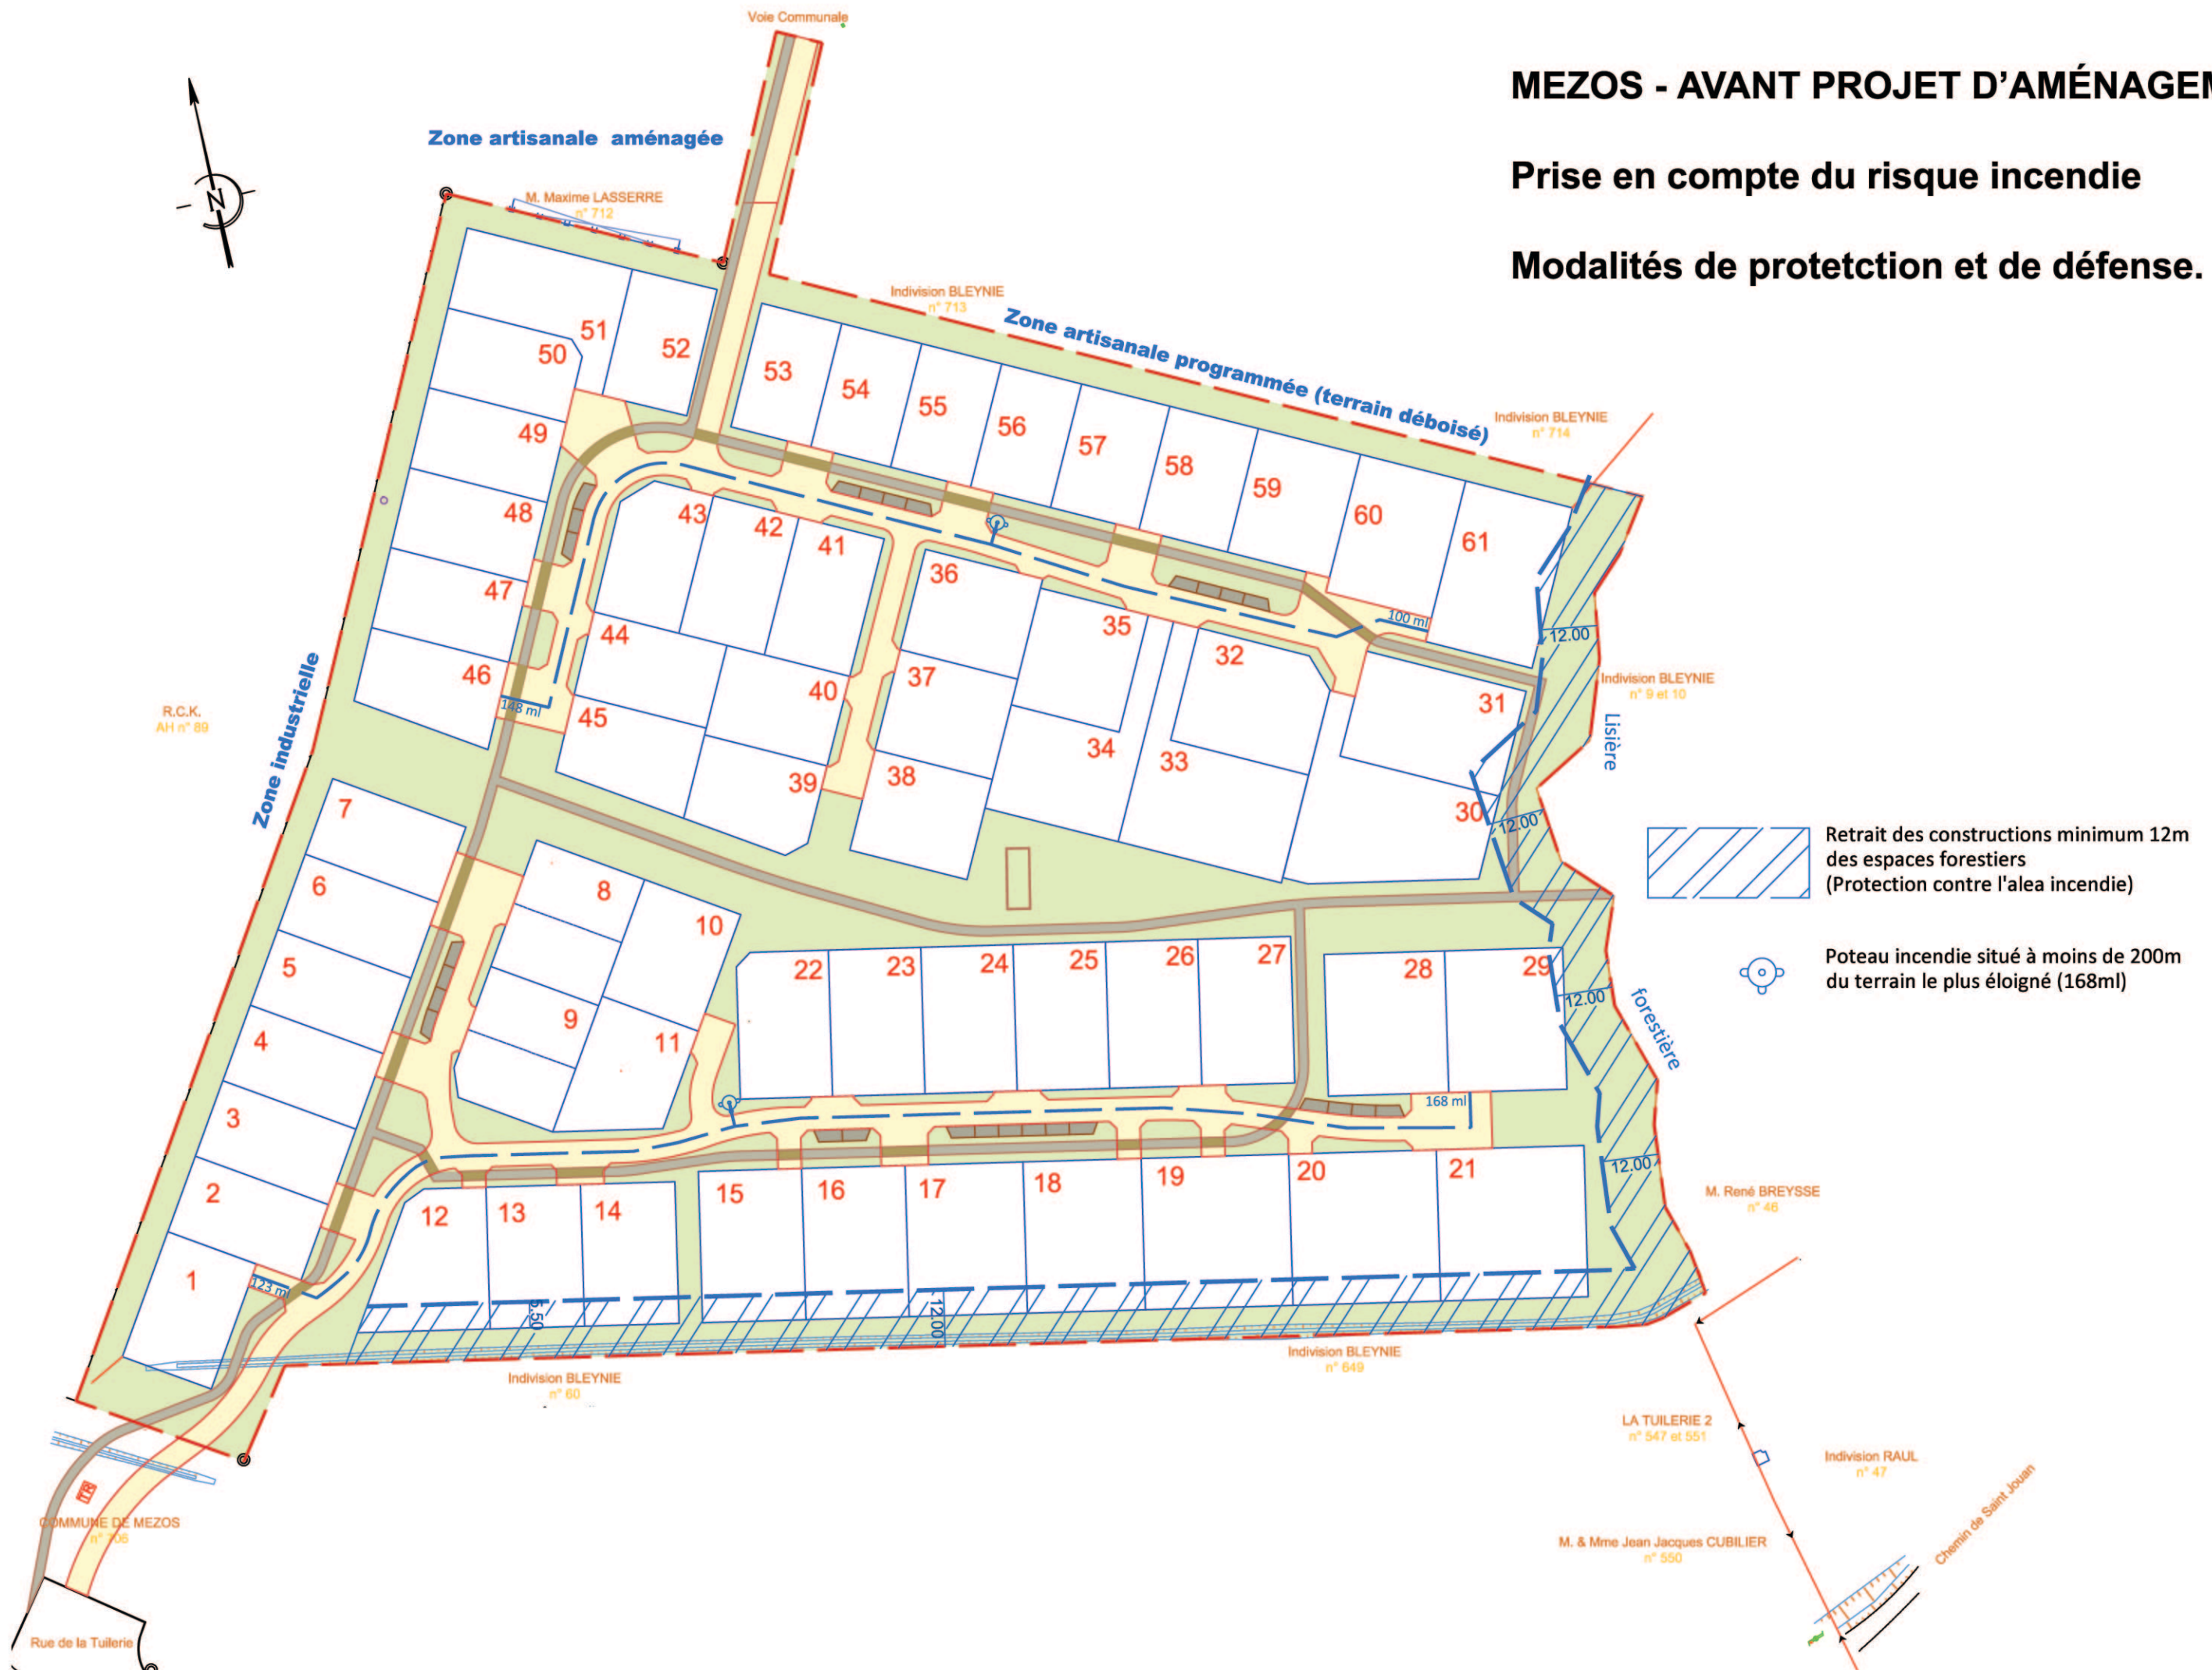 Voie Communale
MEZOS - AVANT PROJET D'AMÉNAGEM
Prise en compte du risque incendie
Modalités de protetction et de défense.
Zone artisanale aménagée
N
M. Maxime LASSERRE
n° 712
Indivision BLEYNIE
n° 713
Zone artisanale programmée (terrain déboisé)
Indivision BLEYNIE
n° 714
51
50
52
53
54
55
56
57
58
59
60
61
49
48
47
46
43
42
41
36
35
32
31
44
40
37
45
39
38
34
33
30
148 ml
100 ml
12.00
Indivision BLEYNIE
n° 9 et 10
Lisière
R.C.K.
AH n° 89
Zone industrielle
12.00
Retrait des constructions minimum 12m
des espaces forestiers
(Protection contre l'alea incendie)
Poteau incendie situé à moins de 200m
du terrain le plus éloigné (168ml)
7
6
5
4
3
2
1
8
10
9
11
22
23
24
25
26
27
28
29
12.00
forestière
168 ml
12.00
123 ml
12
13
14
15
16
17
18
19
20
21
5.50
12.00
M. René BREYSSE
n° 46
Indivision BLEYNIE
n° 60
Indivision BLEYNIE
n° 649
LA TUILERIE 2
n° 547 et 551
Indivision RAUL
n° 47
M. & Mme Jean Jacques CUBILIER
n° 550
Chemin de Saint Jouan
TR
COMMUNE DE MEZOS
n° 706
Rue de la Tuilerie